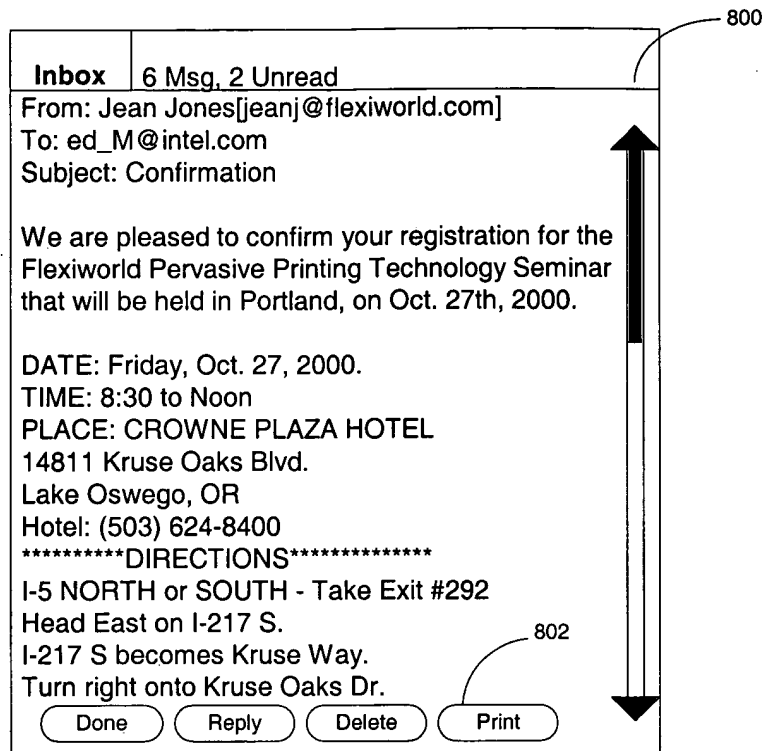 800
Inbox 6 Msg, 2 Unread
From: Jean Jones[jeanj@flexiworld.com]
To: ed_M@intel.com
Subject: Confirmation
We are pleased to confirm your registration for the
Flexiworld Pervasive Printing Technology Seminar
that will be held in Portland, on Oct. 27th, 2000.
DATE: Friday, Oct. 27, 2000.
TIME: 8:30 to Noon
PLACE: CROWNE PLAZA HOTEL
14811 Kruse Oaks Blvd.
Lake Oswego, OR
Hotel: (503) 624-8400
**********DIRECTIONS**************
I-5 NORTH or SOUTH - Take Exit #292
Head East on I-217 S.
802
I-217 S becomes Kruse Way.
Turn right onto Kruse Oaks Dr.
Done Reply Delete Print